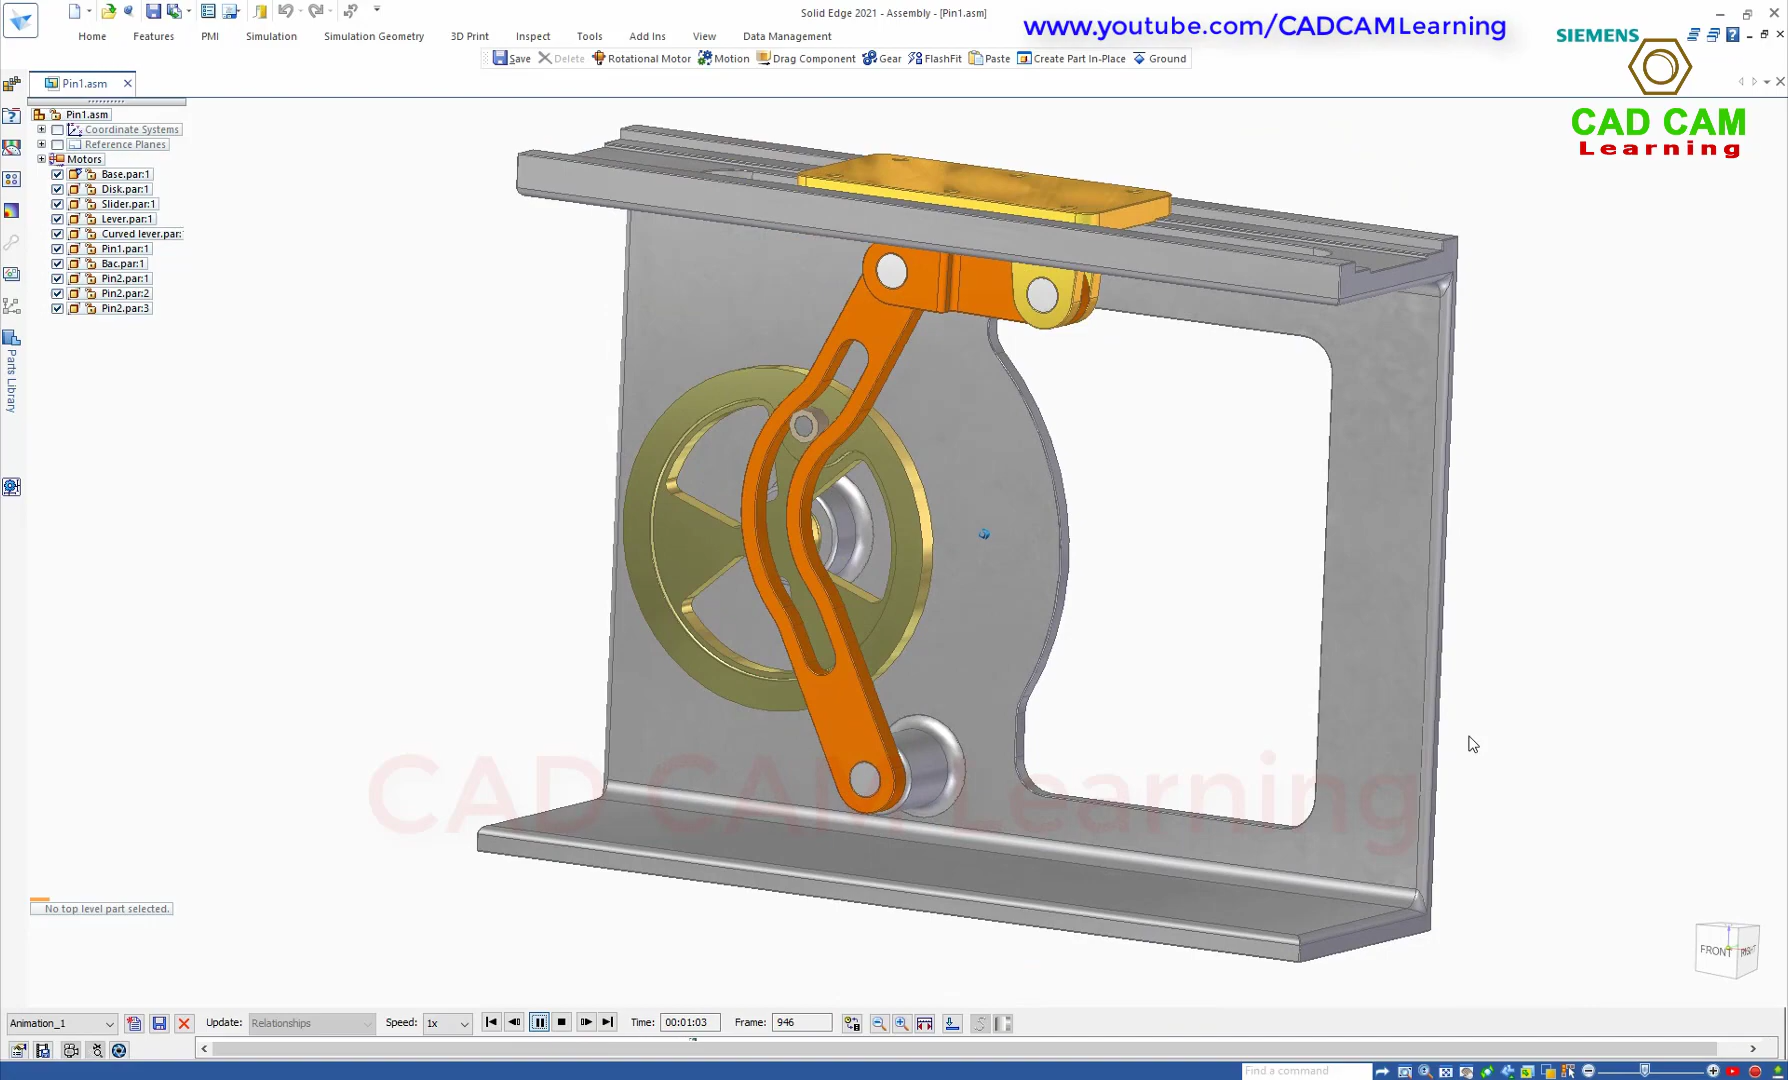 Solid Edge 2021 - Assembly - [Pin1.asm]
www.youtube.com/CADCAMLearning
SIEMENS
Home
Features
PMI
Simulation
Simulation Geometry
3D Print
Inspect
Tools
Add Ins
View
Data Management
Save
Delete
Rotational Motor
Motion
Drag Component
Gear
FlashFit
Paste
Create Part In-Place
Ground
Pin1.asm
CAD CAM
Learning
Pin1.asm
Coordinate Systems
Reference Planes
Motors
Base.par:1
Disk.par:1
Slider.par:1
Lever.par:1
Curved lever.par:
Pin1.par:1
Bac.par:1
Pin2.par:1
Pin2.par:2
Pin2.par:3
Parts Library
CAD CAM Learning
No top level part selected.
FRONT
RIGHT
Animation_1
Update:
Relationships
Speed:
1x
Time:
00:01:03
Frame:
946
Find a command